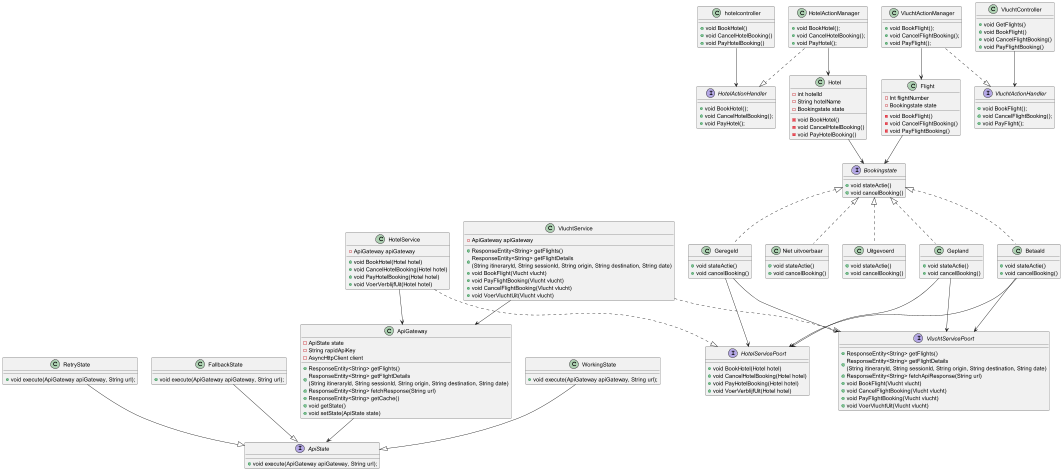 hotelcontroller
void BookHotel()
void CancelHotelBooking()
void PayHotelBooking()
HotelActionManager
void BookHotel();
void CancelHotelBooking();
void PayHotel();
VluchtActionManager
void BookFlight();
void CancelFlightBooking();
void PayFlight();
VluchtController
void GetFlights()
void BookFlight()
void CancelFlightBooking()
void PayFlightBooking()
HotelActionHandler
void BookHotel();
void CancelHotelBooking();
void PayHotel();
Hotel
int hotelId
String hotelName
Bookingstate state
void BookHotel()
void CancelHotelBooking()
void PayHotelBooking()
Flight
Int flightNumber
Bookingstate state
void BookFlight()
void CancelFlightBooking()
void PayFlightBooking()
VluchtActionHandler
void BookFlight();
void CancelFlightBooking();
void PayFlight();
Bookingstate
void stateActie()
void cancelBooking()
HotelService
ApiGateway apiGateway
void BookHotel(Hotel hotel)
void CancelHotelBooking(Hotel hotel)
void PayHotelBooking(Hotel hotel)
void VoerVerblijfUit(Hotel hotel)
VluchtService
ApiGateway apiGateway
ResponseEntity<String> getFlights()
ResponseEntity<String> getFlightDetails
(String itineraryId, String sessionId, String origin, String destination, String date)
void BookFlight(Vlucht vlucht)
void PayFlightBooking(Vlucht vlucht)
void CancelFlightBooking(Vlucht vlucht)
void VoerVluchtUit(Vlucht vlucht)
Geregeld
void stateActie()
void cancelBooking()
Niet uitvoerbaar
void stateActie()
void cancelBooking()
Uitgevoerd
void stateActie()
void cancelBooking()
Gepland
void stateActie()
void cancelBooking()
Betaald
void stateActie()
void cancelBooking()
RetryState
void execute(ApiGateway apiGateway, String url);
FallbackState
void execute(ApiGateway apiGateway, String url);
ApiGateway
ApiState state
String rapidApiKey
AsyncHttpClient client
ResponseEntity<String> getFlights()
ResponseEntity<String> getFlightDetails
(String itineraryId, String sessionId, String origin, String destination, String date)
ResponseEntity<String> fetchResponse(String url)
ResponseEntity<String> getCache()
void getState()
void setState(ApiState state)
WorkingState
void execute(ApiGateway apiGateway, String url);
HotelServicePoort
void BookHotel(Hotel hotel)
void CancelHotelBooking(Hotel hotel)
void PayHotelBooking(Hotel hotel)
void VoerVerblijfUit(Hotel hotel)
VluchtServicePoort
ResponseEntity<String> getFlights()
ResponseEntity<String> getFlightDetails
(String itineraryId, String sessionId, String origin, String destination, String date)
ResponseEntity<String> fetchApiResponse(String url)
void BookFlight(Vlucht vlucht)
void CancelFlightBooking(Vlucht vlucht)
void PayFlightBooking(Vlucht vlucht)
void VoerVluchtUit(Vlucht vlucht)
ApiState
void execute(ApiGateway apiGateway, String url);